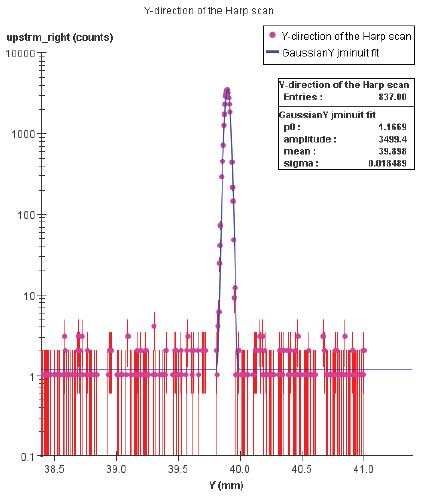 Y-direction of the Harp scan
upstrm_right (counts)
Y-direction of the Harp scan
GaussianY jminuit fit
Y-direction of the Harp scan
Entries : 837.00
GaussianY jminuit fit
p0 : 1.1669
amplitude : 3499.4
mean : 39.898
sigma : 0.018489
10000
1000
100
10
1
0.1
38.5 39.0 39.5 40.0 40.5 41.0
Y (mm)